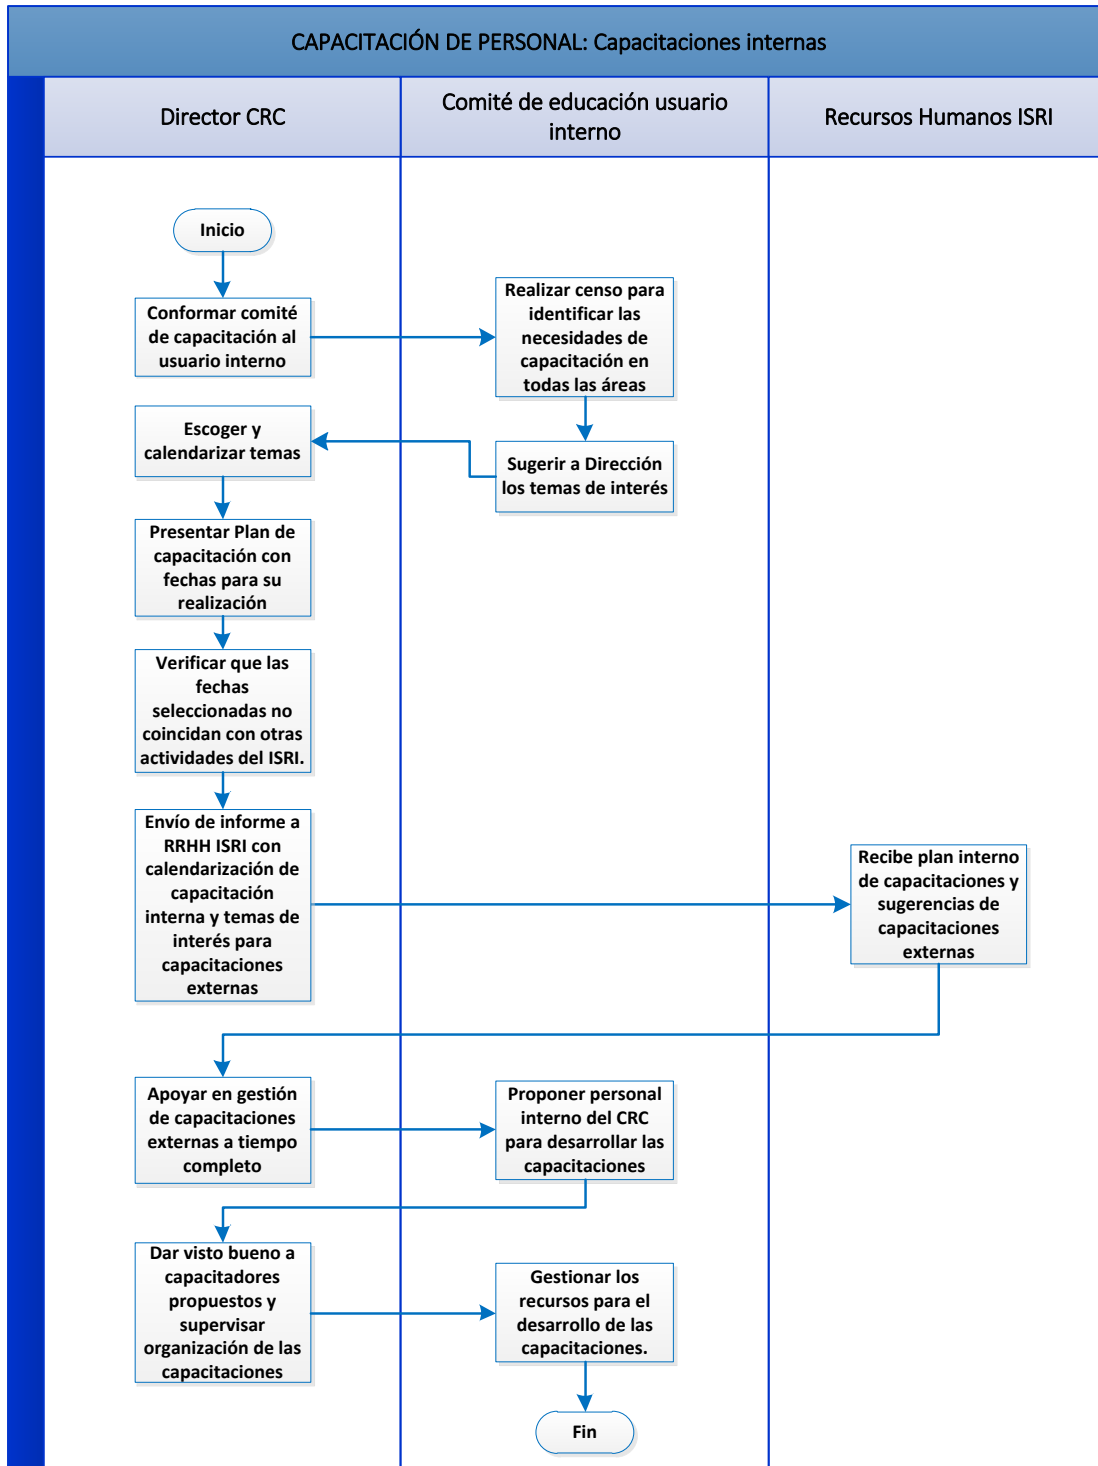 CAPACITACIÓN DE PERSONAL: Capacitaciones internas
Director CRC
Comité de educación usuario
interno
Recursos Humanos ISRI
Inicio
Conformar comité
de capacitación al
usuario interno
Realizar censo para
identificar las
necesidades de
capacitación en
todas las áreas
Sugerir a Dirección
los temas de interés
Escoger y
calendarizar temas
Presentar Plan de
capacitación con
fechas para su
realización
Verificar que las
fechas
seleccionadas no
coincidan con otras
actividades del ISRI.
Envío de informe a
RRHH ISRI con
calendarización de
capacitación
interna y temas de
interés para
capacitaciones
externas
Recibe plan interno
de capacitaciones y
sugerencias de
capacitaciones
externas
Apoyar en gestión
de capacitaciones
externas a tiempo
completo
Proponer personal
interno del CRC
para desarrollar las
capacitaciones
Dar visto bueno a
capacitadores
propuestos y
supervisar
organización de las
capacitaciones
Gestionar los
recursos para el
desarrollo de las
capacitaciones.
Fin